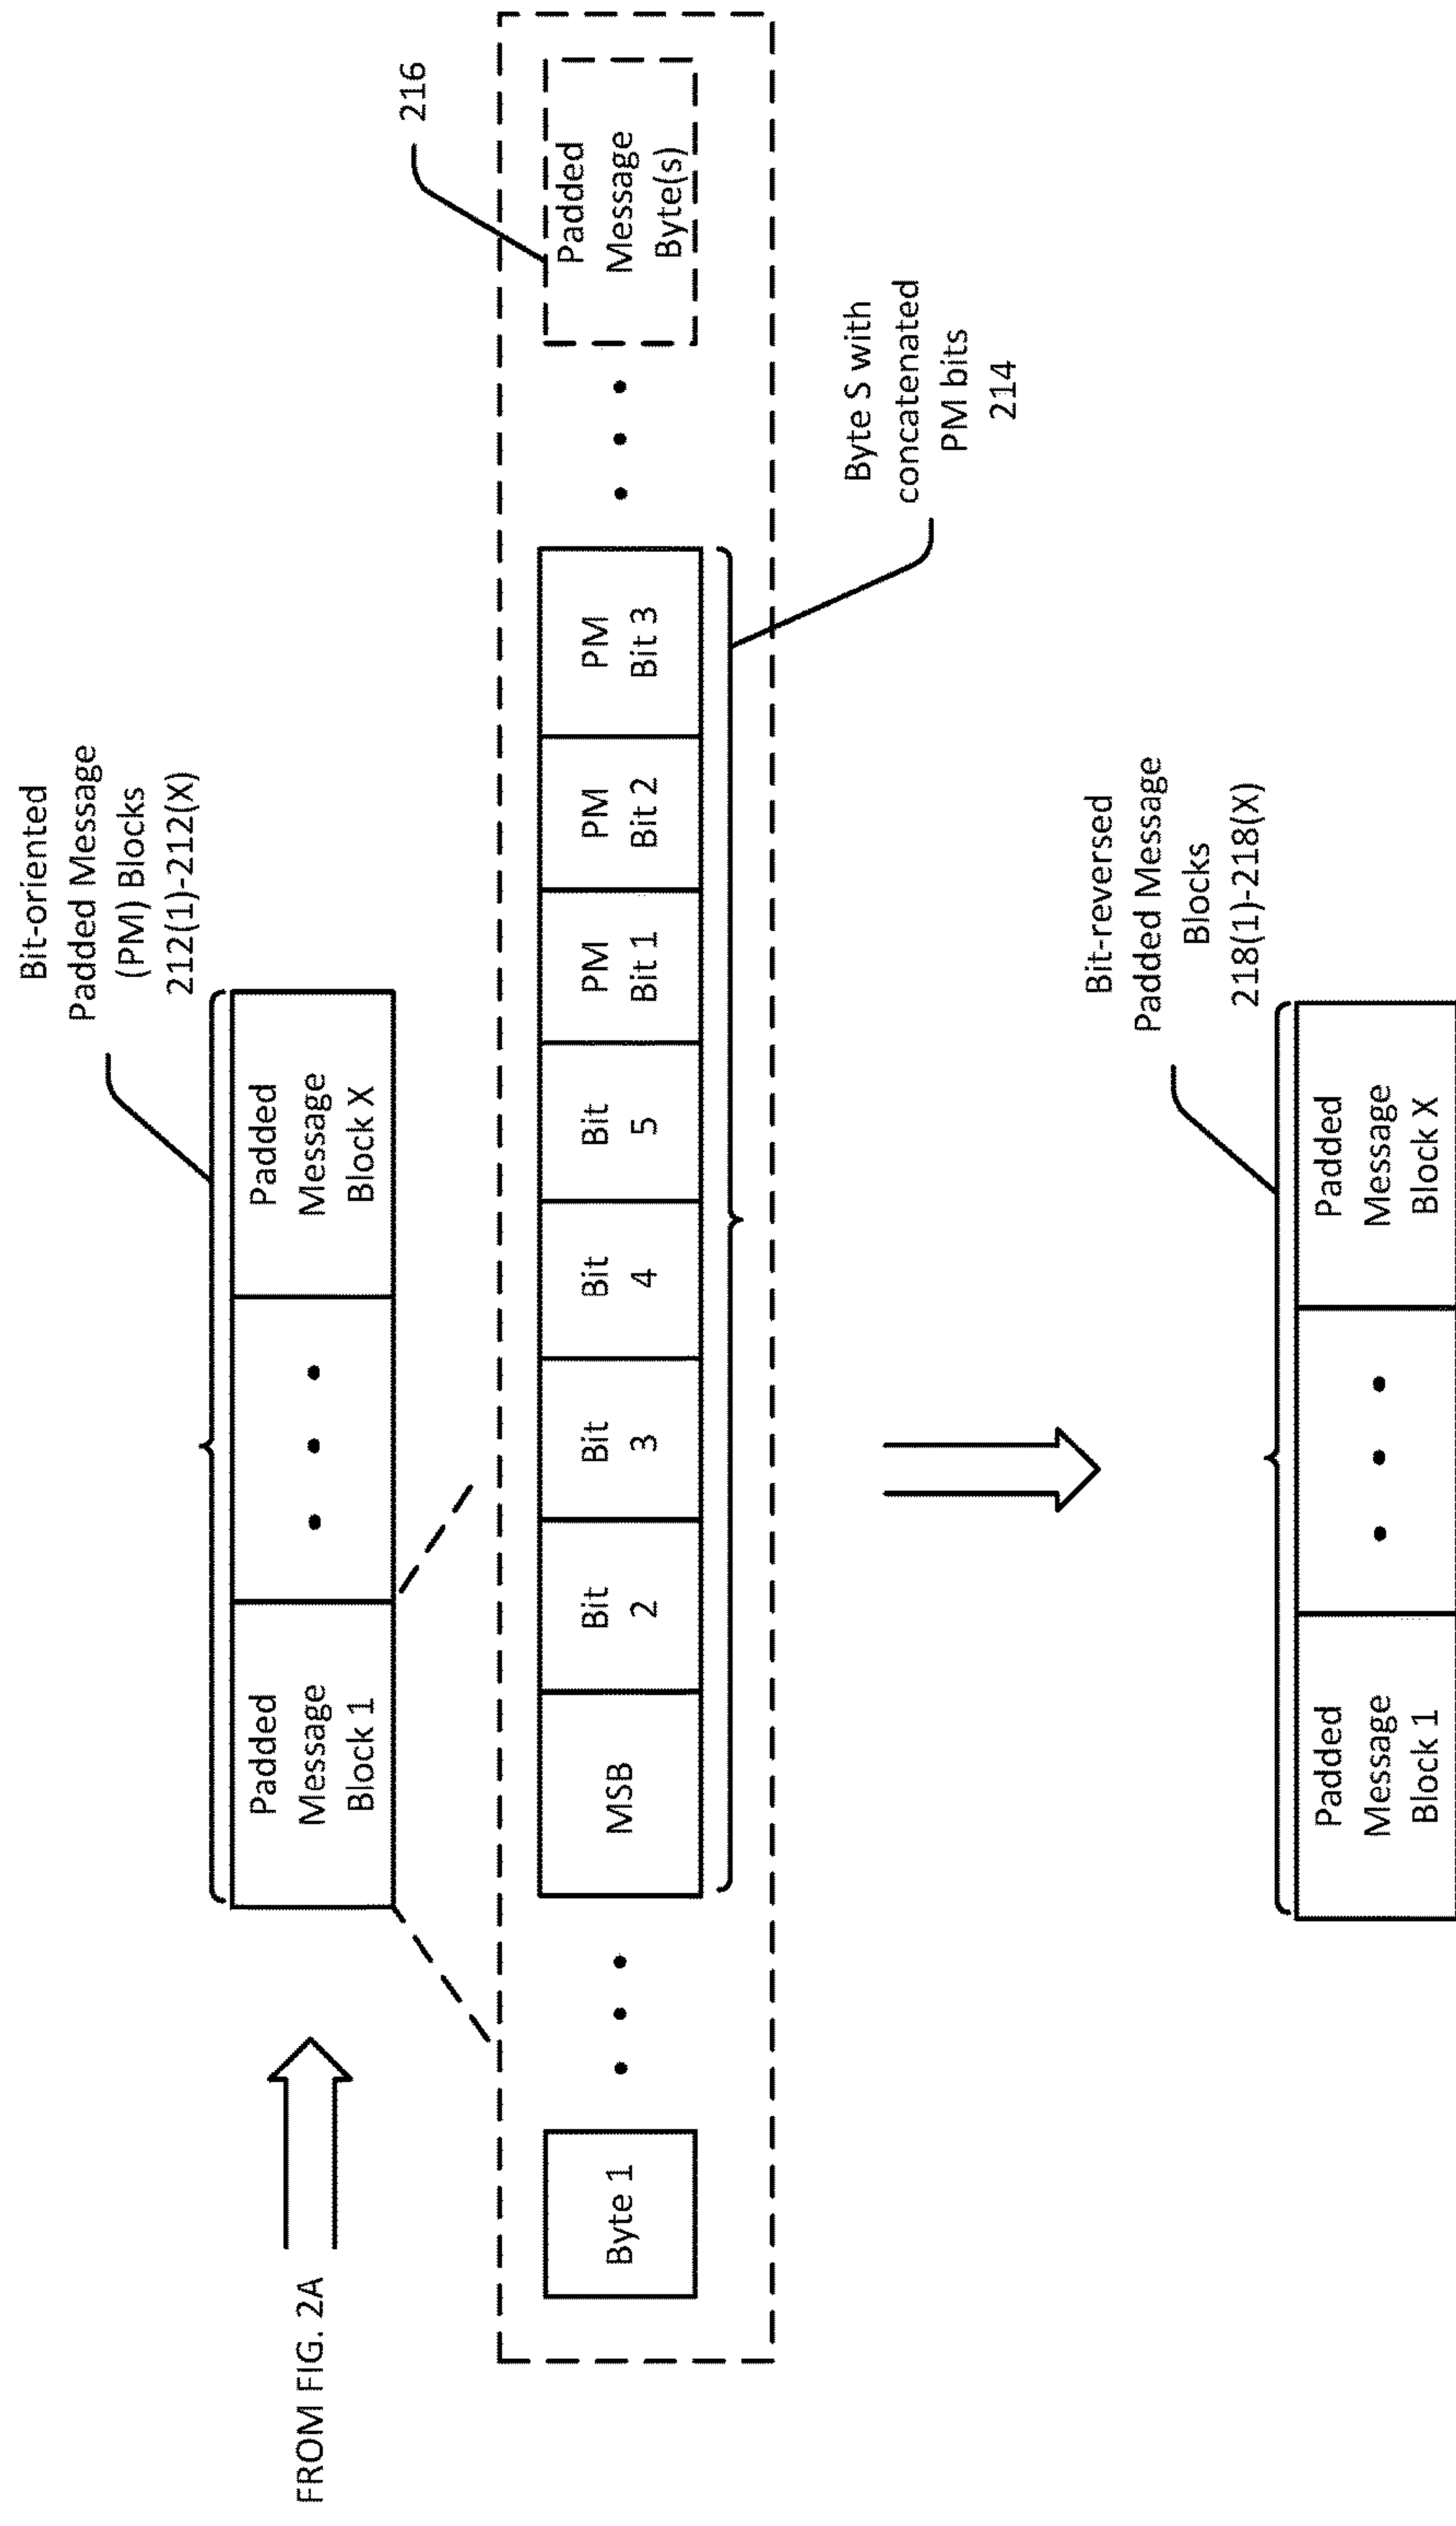 Bit-oriented
Padded Message
(PM) Blocks
212(1)-212(X)
FROM FIG. 2A
Padded
Message
Block 1
Padded
Message
Block X
216
Byte 1
MSB
Bit
2
Bit
3
Bit
4
Bit
5
PM
Bit 1
PM
Bit 2
PM
Bit 3
Padded
Message
Byte(s)
Byte S with
concatenated
PM bits
214
Bit-reversed
Padded Message
Blocks
218(1)-218(X)
Padded
Message
Block 1
Padded
Message
Block X